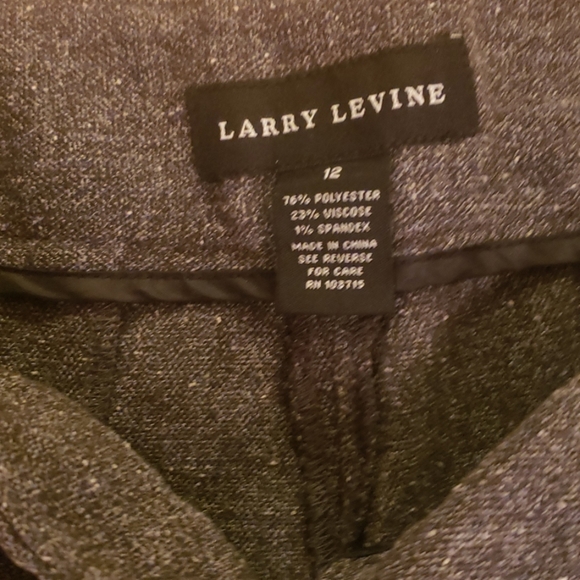 LARRY LEVINE
12
76% POLYESTER
23% VISCOSE
1% SPANDEX
MADE IN CHINA
SEE REVERSE
FOR CARE
RN 103715